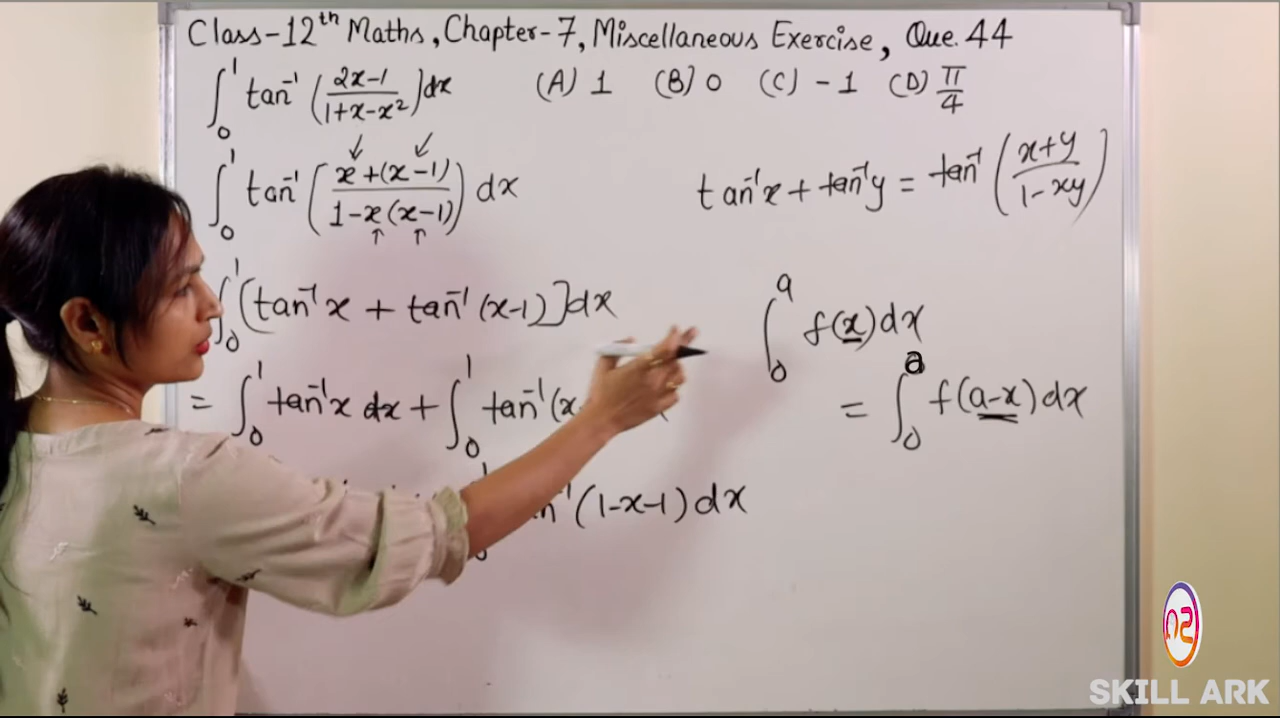 Class-12th Maths, Chapter-7, Miscellaneous Exercise, Que. 44
∫₀¹ tan⁻¹ (2x-1/1+x-x²) dx (A) 1 (B) 0 (C) -1 (D) π/4
∫₀¹ tan⁻¹ (x+(x-1)/1-x(x-1)) dx
tan⁻¹x + tan⁻¹y = tan⁻¹ (x+y/1-xy)
∫₀¹ (tan⁻¹x + tan⁻¹(x-1)] dx
= ∫₀¹ tan⁻¹x dx + ∫₀¹ tan⁻¹(x
(1-x-1) dx
∫₀ᵃ f(x) dx
= ∫₀ᵃ f(a-x) dx
SKILL ARK